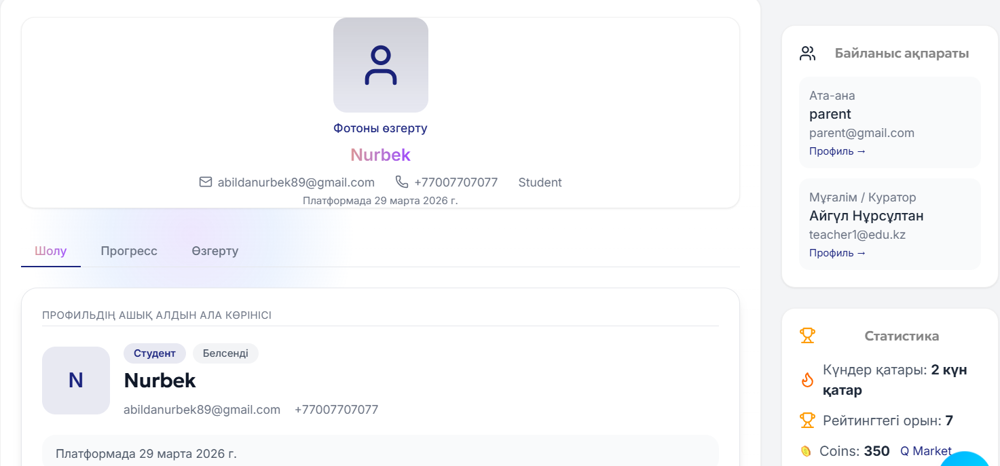 Фотоны өзгерту
Nurbek
abildanurbek89@gmail.com +77007707077 Student
Платформада 29 марта 2026 г.
Шолу Прогресс Өзгерту
ПРОФИЛЬДІҢ АШЫҚ АЛДЫН АЛА КӨРІНІСІ
N
Студент Белсенді
Nurbek
abildanurbek89@gmail.com +77007707077
Платформада 29 марта 2026 г.
Байланыс ақпараты
Ата-ана
parent
parent@gmail.com
Профиль →
Мұғалім / Куратор
Айгүл Нұрсұлтан
teacher1@edu.kz
Профиль →
Статистика
Күндер қатары: 2 күн
қатар
Рейтингтегі орын: 7
Coins: 350 Q Market